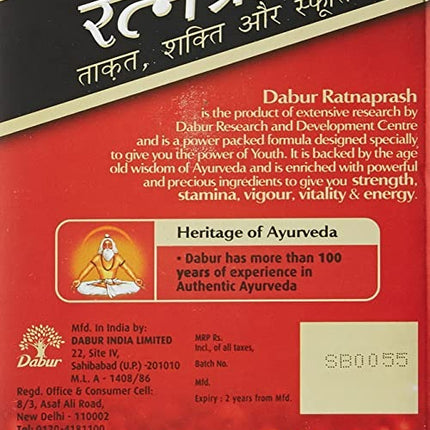 ताक़त, शक्ति और
Dabur Ratnaprash
is the product of extensive research by
Dabur Research and Development Centre
and is a power packed formula designed specially
to give you the power of Youth. It is backed by the age
old wisdom of Ayurveda and is enriched with powerful
and precious ingredients to give you strength,
stamina, vigour, vitality & energy.
Heritage of Ayurveda
• Dabur has more than 100
years of experience in
Authentic Ayurveda
Dabur
Mfd. In India by:
DABUR INDIA LIMITED
22, Site IV,
Sahibabad (U.P.) -201010
M.L. A - 1408/86
Regd. Office & Consumer Cell:
8/3, Asaf Ali Road,
New Delhi - 110002
MRP Rs.
Incl., of all taxes,
Batch No.
Mfd.
Expiry : 2 years from Mfd.
SB0055